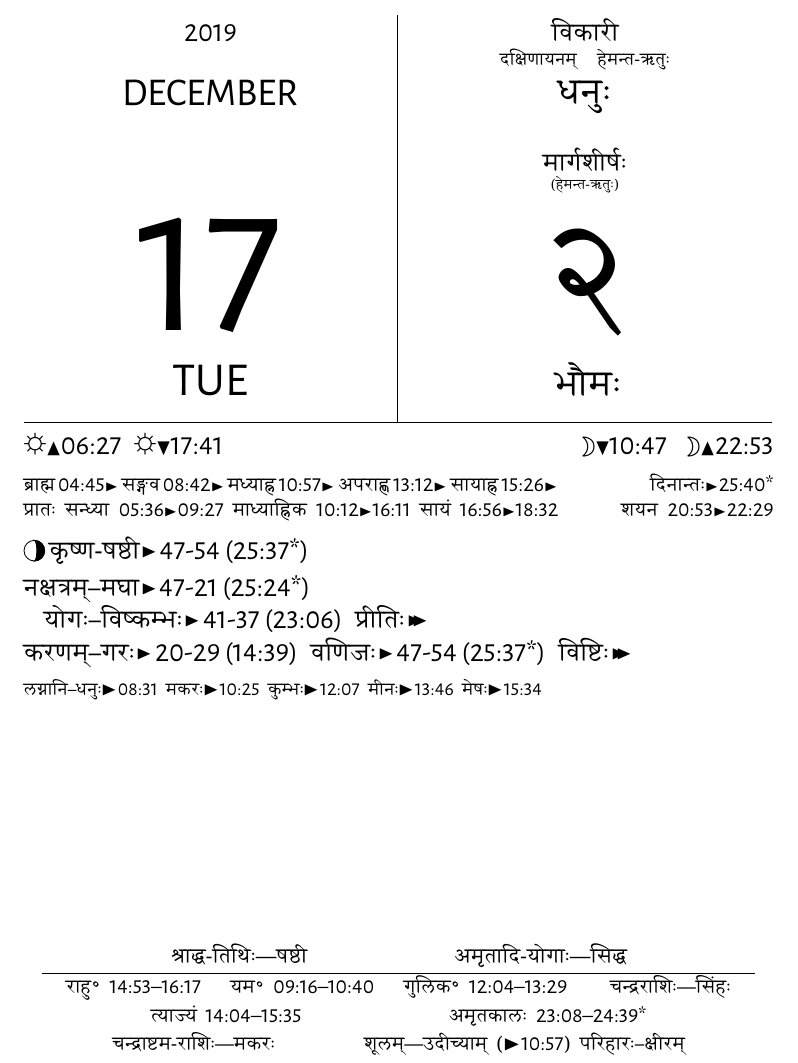 2019
DECEMBER
17
TUE
विकारी
दक्षिणायनम् हेमन्त-ऋतुः
धनुः
मार्गशीर्षः
(हेमन्त-ऋतुः)
२
भौमः
☼▲06:27 ☼▼17:41 ☽▼10:47 ☽▲22:53
ब्राह्म 04:45► सङ्गव 08:42► मध्याह्न 10:57► अपराह्ण 13:12► सायाह्न 15:26► दिनान्तः►25:40*
प्रातः सन्ध्या 05:36►09:27 माध्याह्निक 10:12►16:11 सायं 16:56►18:32 शयन 20:53►22:29
कृष्ण-षष्ठी►47-54 (25:37*)
नक्षत्रम्–मघा►47-21 (25:24*)
योगः–विष्कम्भः►41-37 (23:06) प्रीतिः►►
करणम्–गरः►20-29 (14:39) वणिजः►47-54 (25:37*) विष्टिः►►
लग्नानि–धनुः►08:31 मकरः►10:25 कुम्भः►12:07 मीनः►13:46 मेषः►15:34
श्राद्ध-तिथिः—षष्ठी अमृतादि-योगाः—सिद्ध
राहु॰ 14:53–16:17 यम॰ 09:16–10:40 गुलिक॰ 12:04–13:29 चन्द्रराशिः—सिंहः
त्याज्यं 14:04–15:35 अमृतकालः 23:08–24:39*
चन्द्राष्टम-राशिः—मकरः शूलम्—उदीच्याम् (►10:57) परिहारः–क्षीरम्